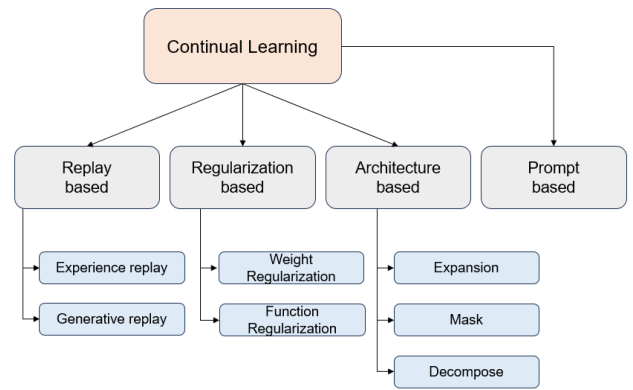 Continual Learning
Replay
based
Regularization
based
Architecture
based
Prompt
based
Experience replay
Generative replay
Weight
Regularization
Function
Regularization
Expansion
Mask
Decompose